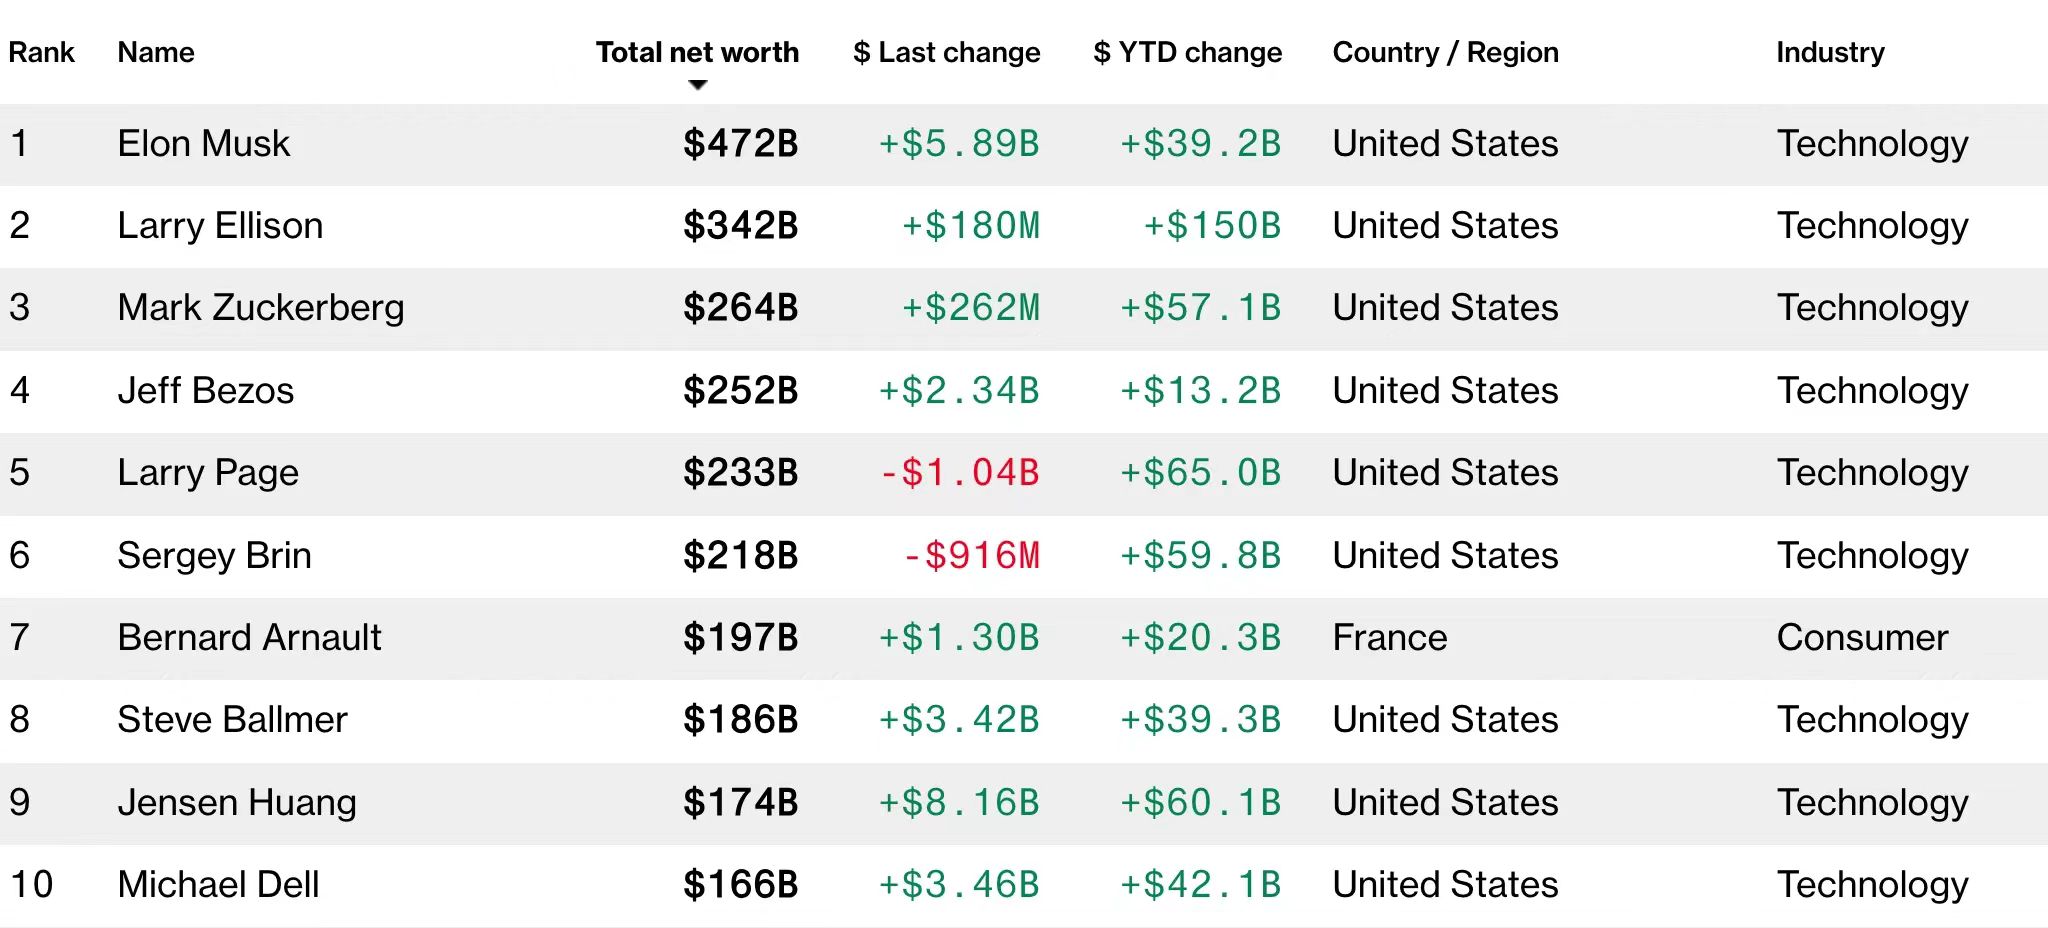 Rank Name Total net worth $ Last change $ YTD change Country / Region Industry
1 Elon Musk $472B +$5.89B +$39.2B United States Technology
2 Larry Ellison $342B +$180M +$150B United States Technology
3 Mark Zuckerberg $264B +$262M +$57.1B United States Technology
4 Jeff Bezos $252B +$2.34B +$13.2B United States Technology
5 Larry Page $233B -$1.04B +$65.0B United States Technology
6 Sergey Brin $218B -$916M +$59.8B United States Technology
7 Bernard Arnault $197B +$1.30B +$20.3B France Consumer
8 Steve Ballmer $186B +$3.42B +$39.3B United States Technology
9 Jensen Huang $174B +$8.16B +$60.1B United States Technology
10 Michael Dell $166B +$3.46B +$42.1B United States Technology